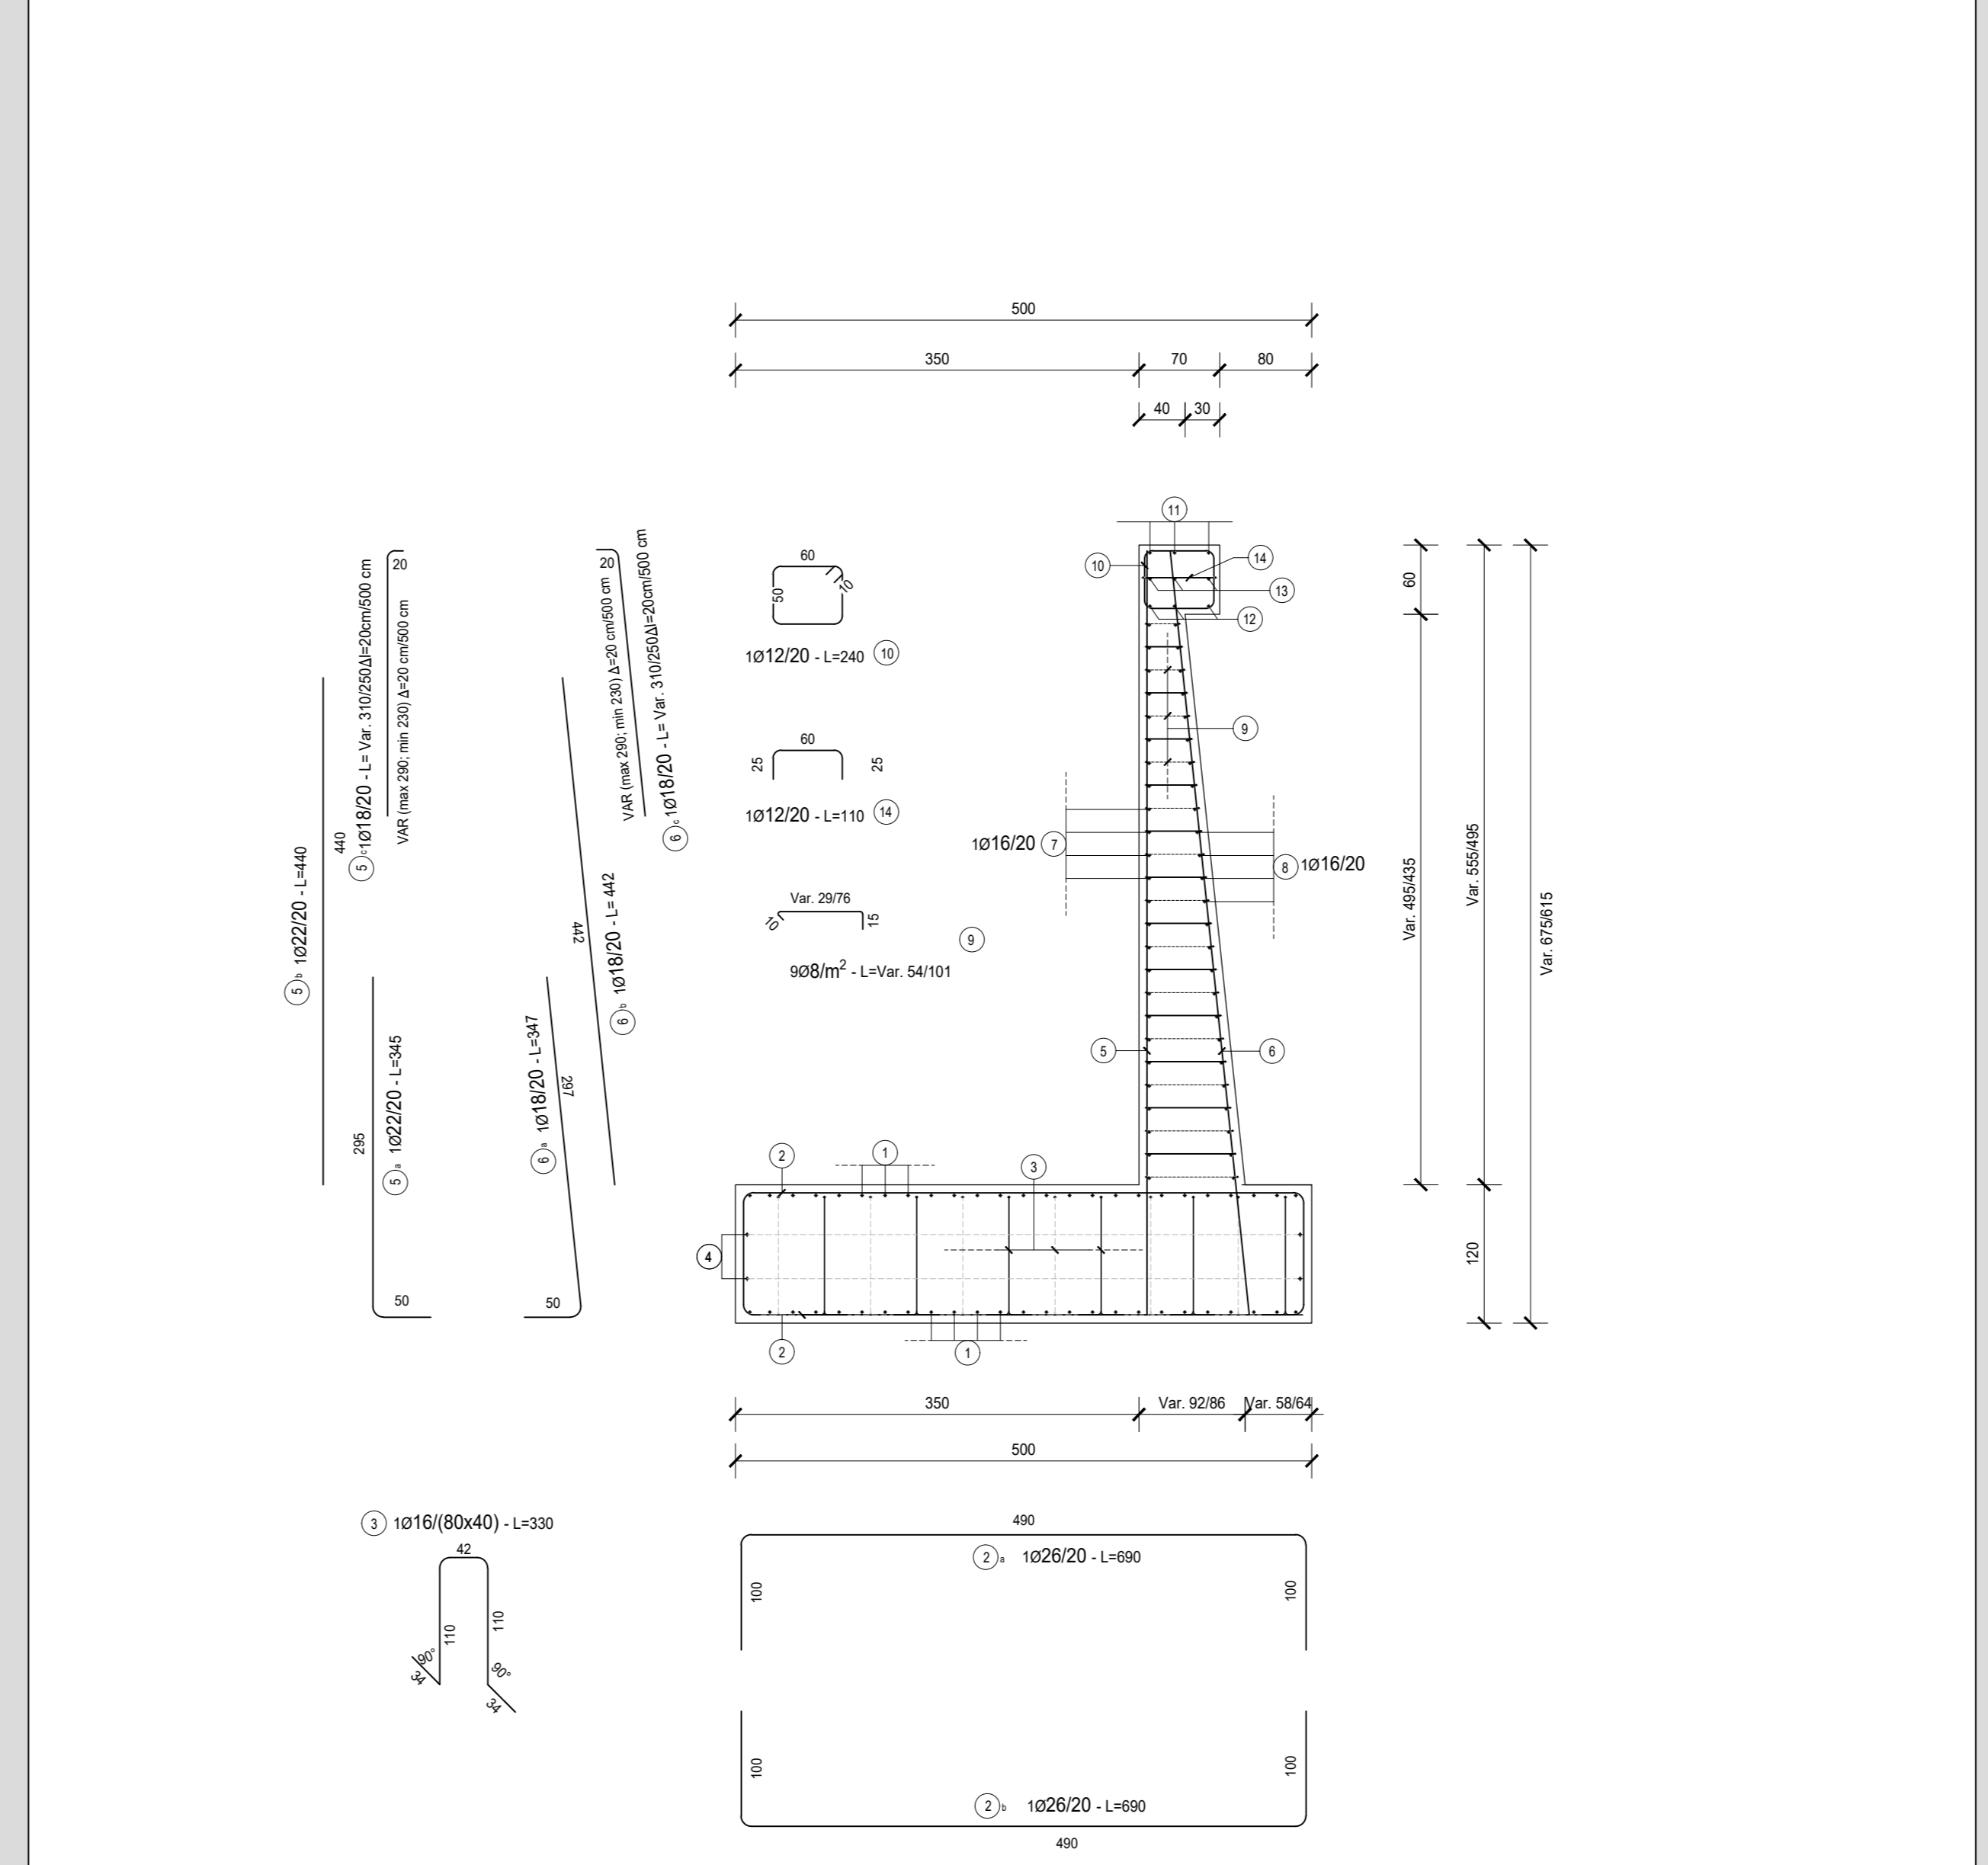 500
350
70
80
40
30
11
10
14
13
12
60
20
20
5 c 1Ø18/20 - L= Var. 310/250Δl=20cm/500 cm
VAR (max 290; min 230) Δ=20 cm/500 cm
VAR (max 290; min 230) Δ=20 cm/500 cm
6 c 1Ø18/20 - L= Var. 310/250Δl=20cm/500 cm
60
50
10
1Ø12/20 - L=240 10
60
25
25
1Ø12/20 - L=110 14
9
1Ø16/20 7
8 1Ø16/20
Var. 29/76
10
15
9
9Ø8/m² - L=Var. 54/101
440
5 b 1Ø22/20 - L=440
442
6 b 1Ø18/20 - L= 442
Var. 495/435
Var. 555/495
Var. 675/615
5
6
295
5 a 1Ø22/20 - L=345
50
297
6 a 1Ø18/20 - L=347
50
2
1
3
4
120
2
1
350
Var. 92/86
Var. 58/64
500
3 1Ø16/(80x40) - L=330
42
110
110
90°
34
90°
34
490
2 a 1Ø26/20 - L=690
100
100
100
100
2 b 1Ø26/20 - L=690
490